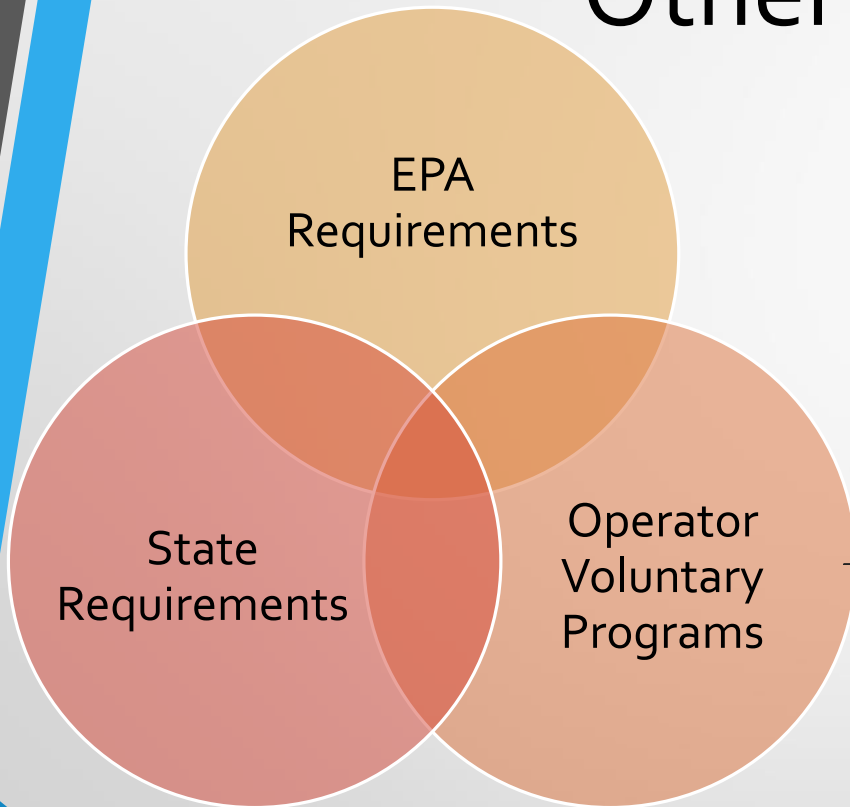 Other
EPA
Requirements
State
Requirements
Operator
Voluntary
Programs